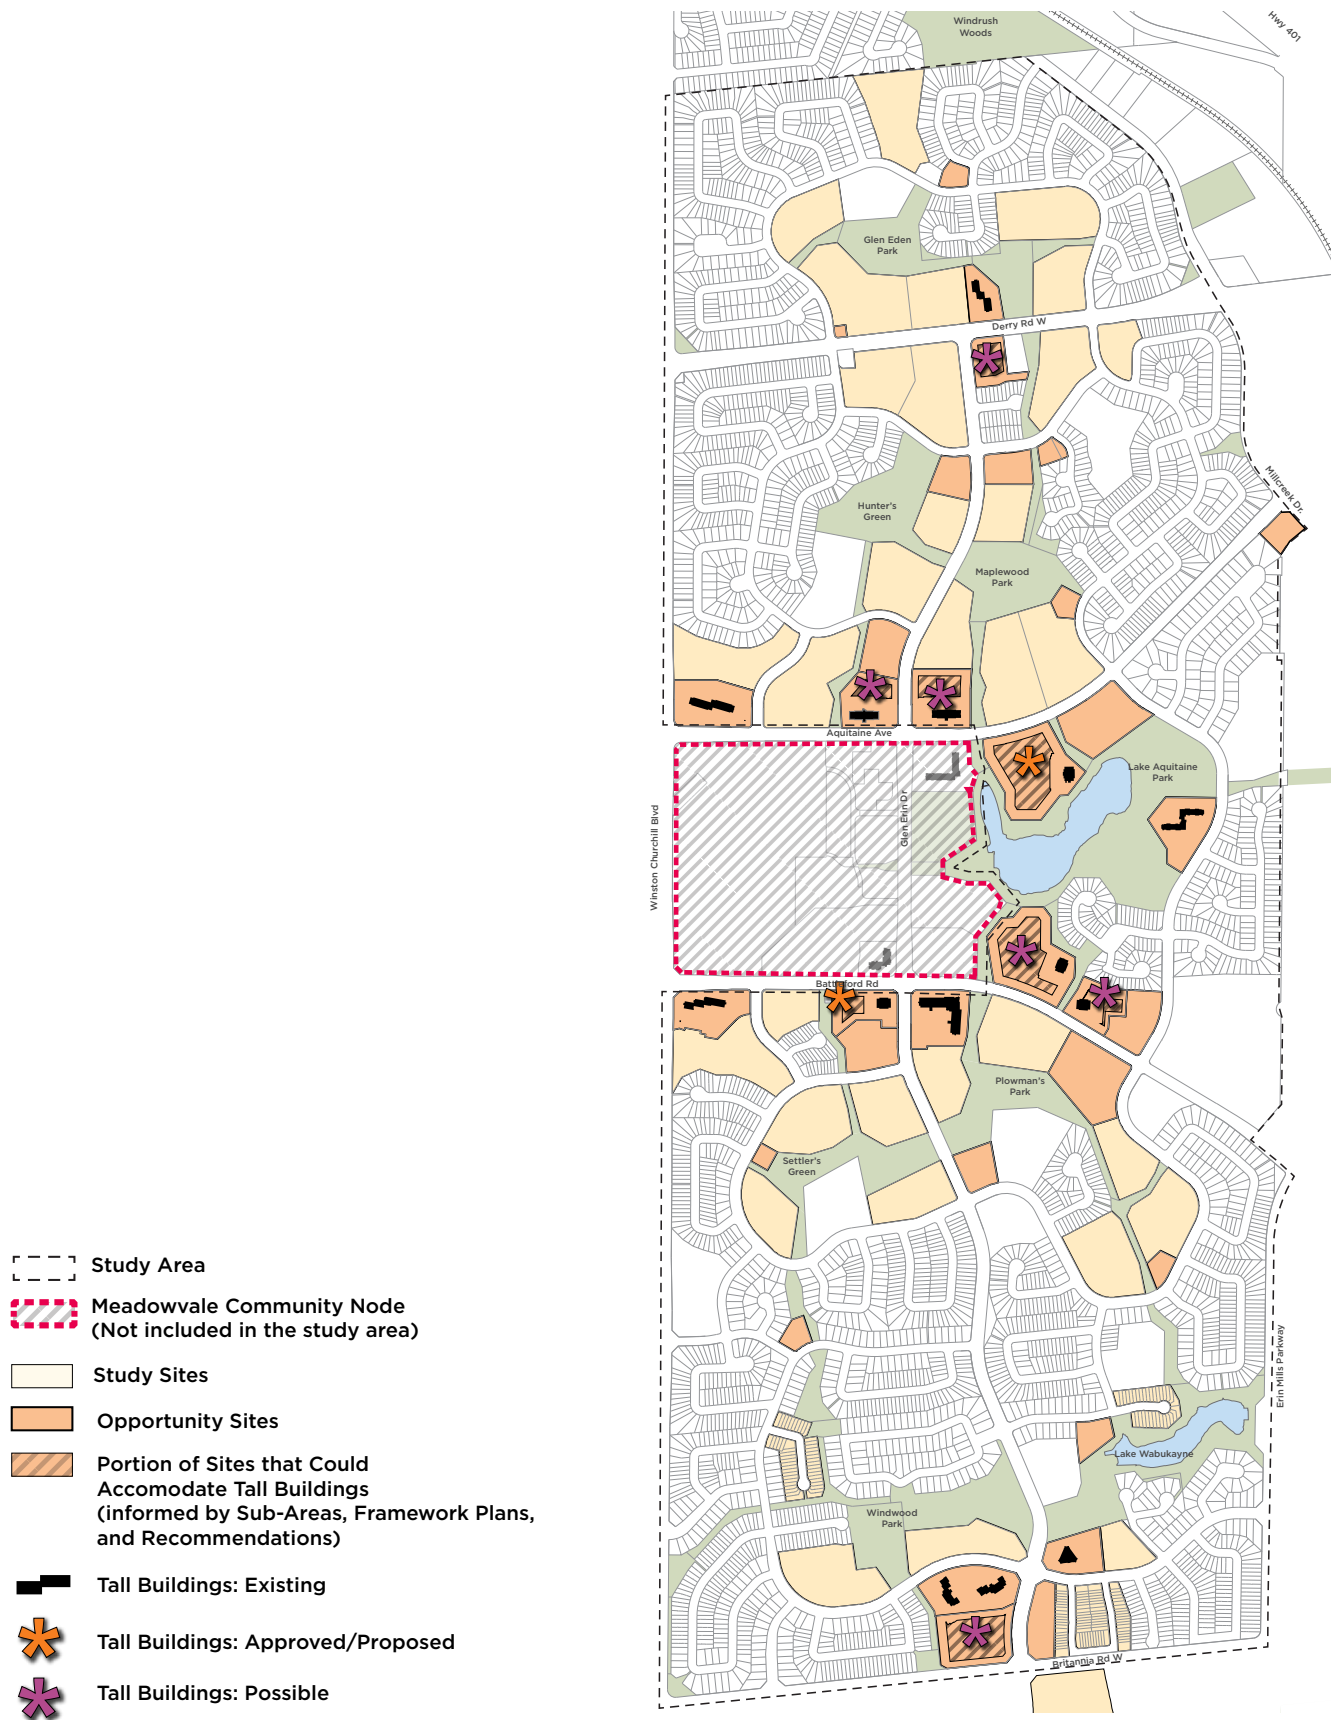 Windrush
Woods
Hwy 401
Glen Eden
Park
Derry Rd W
Millcreek Dr.
Hunter's
Green
Maplewood
Park
Aquitaine Ave
Lake Aquitaine
Park
Winston Churchill Blvd
Glen Erin Dr
Battleford Rd
Plowman's
Park
Settler's
Green
Erin Mills Parkway
Lake Wabukayne
Windwood
Park
Britannia Rd W
Study Area
Meadowvale Community Node
(Not included in the study area)
Study Sites
Opportunity Sites
Portion of Sites that Could
Accomodate Tall Buildings
(informed by Sub-Areas, Framework Plans,
and Recommendations)
Tall Buildings: Existing
Tall Buildings: Approved/Proposed
Tall Buildings: Possible